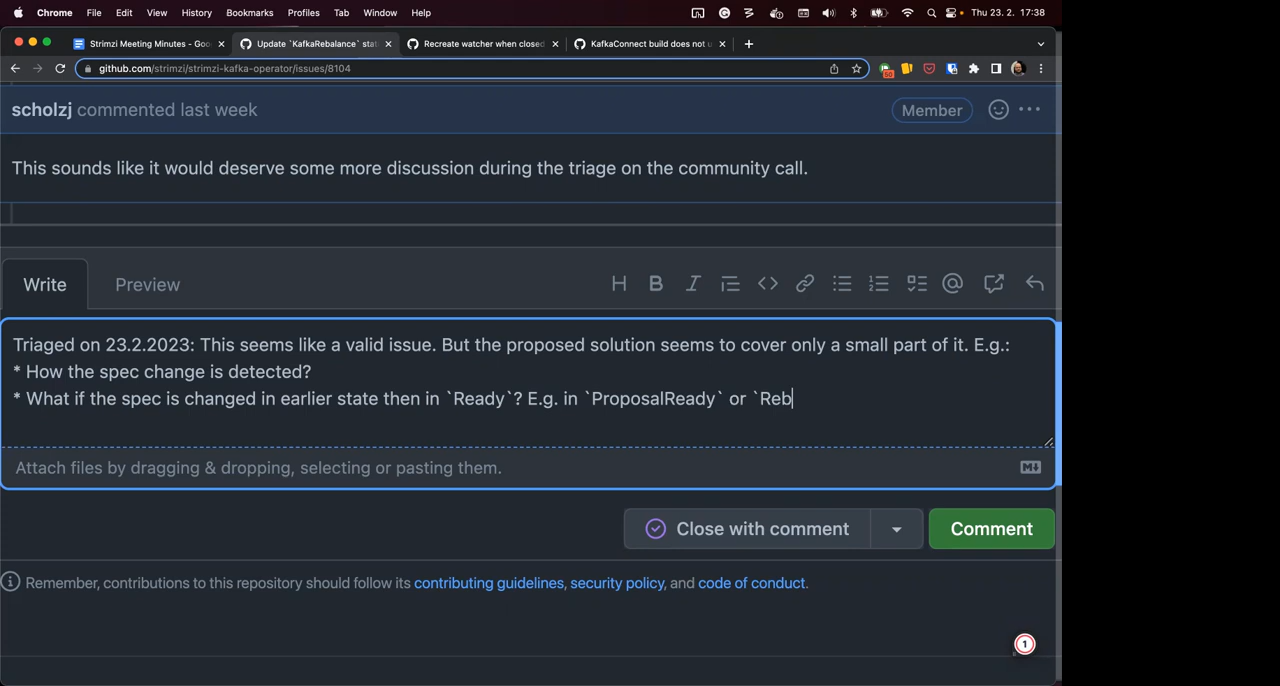 Chrome File Edit View History Bookmarks Profiles Tab Window Help Thu 23. 2. 17:38
Strimzi Meeting Minutes - Goo Update `KafkaRebalance` stat Recreate watcher when closed KafkaConnect build does not u
github.com/strimzi/strimzi-kafka-operator/issues/8104 50
scholzj commented last week Member
This sounds like it would deserve some more discussion during the triage on the community call.
Write Preview
Triaged on 23.2.2023: This seems like a valid issue. But the proposed solution seems to cover only a small part of it. E.g.:
* How the spec change is detected?
* What if the spec is changed in earlier state then in `Ready`? E.g. in `ProposalReady` or `Reb
Attach files by dragging & dropping, selecting or pasting them.
Close with comment Comment
Remember, contributions to this repository should follow its contributing guidelines, security policy, and code of conduct.
1